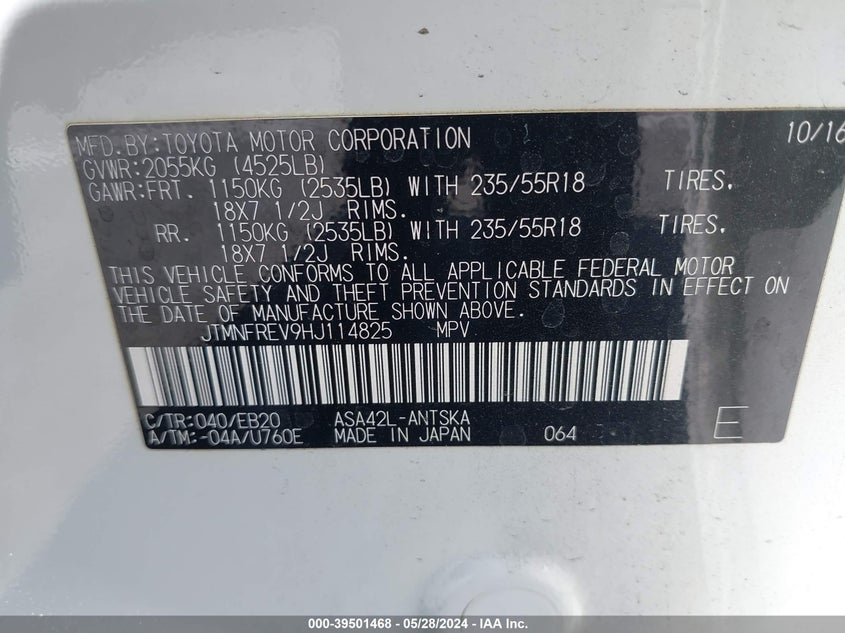 MFD.BY:TOYOTA MOTOR CORPORATION 10/16
GVWR:2055KG (4525LB)
GAWR:FRT. 1150KG (2535LB) WITH 235/55R18 TIRES.
18X7 1/2J RIMS.
RR. 1150KG (2535LB) WITH 235/55R18 TIRES.
18X7 1/2J RIMS.
THIS VEHICLE CONFORMS TO ALL APPLICABLE FEDERAL MOTOR
VEHICLE SAFETY AND THEFT PREVENTION STANDARDS IN EFFECT ON
THE DATE OF MANUFACTURE SHOWN ABOVE.
JTMNFREV9HJ114825 MPV
C/TR:040/EB20 ASA42L-ANTSKA
A/TM:-04A/U760E MADE IN JAPAN 064 E
000-39501468 - 05/28/2024 - IAA Inc.